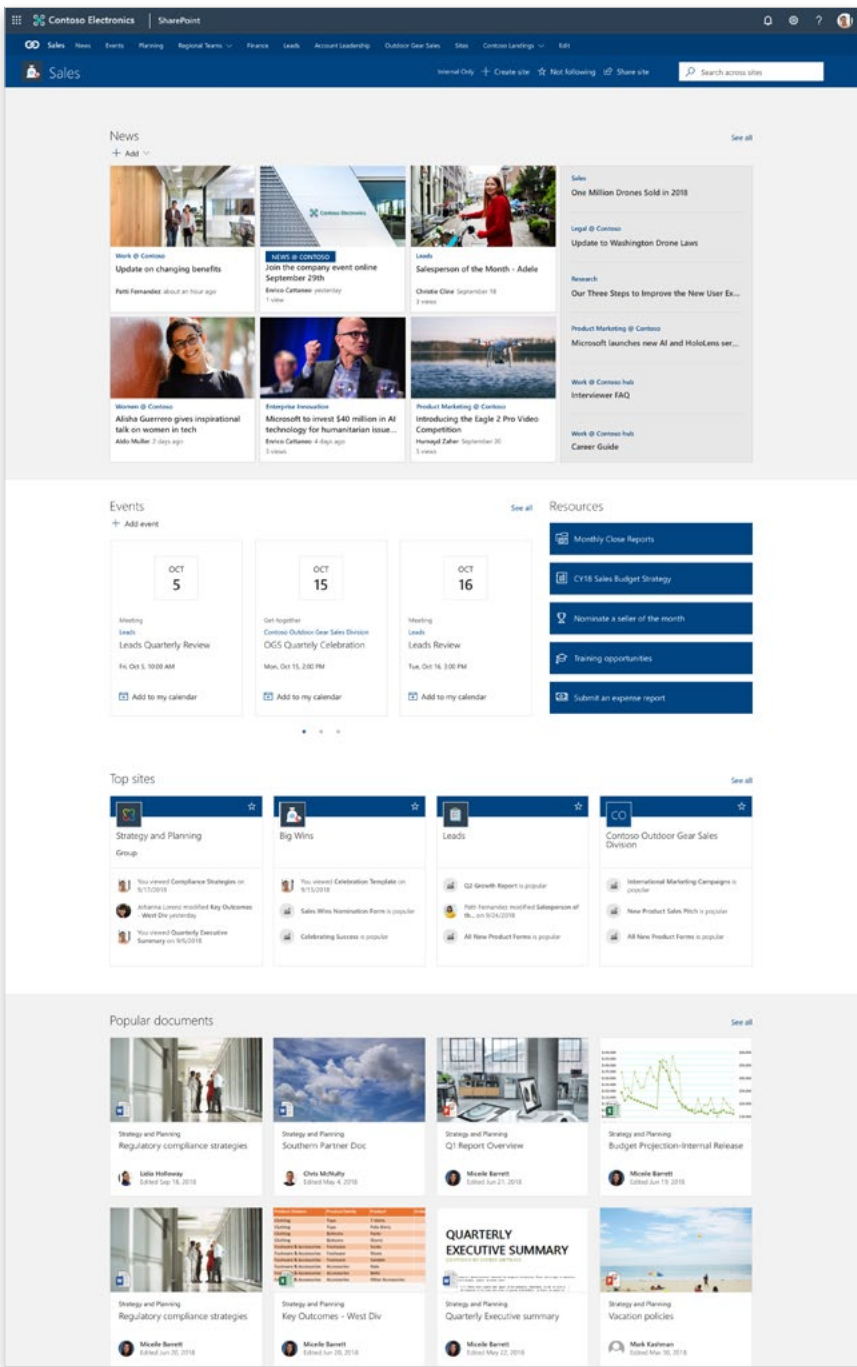 Contoso Electronics
SharePoint
?
Sales
News
Events
Planning
Regional Teams
Finance
Leads
Account Leadership
Outdoor Gear Sales
Sites
Contoso Landings
Edit
Sales
Internal Only
+ Create site
Not following
Share site
Search across sites
News
See all
+ Add
Contoso Electronics
Work @ Contoso
Update on changing benefits
Patti Fernandez about an hour ago
NEWS @ CONTOSO
Join the company event online
September 29th
Enrico Cattaneo yesterday
1 view
Leads
Salesperson of the Month - Adele
Christie Cline September 18
3 views
Sales
One Million Drones Sold in 2018
Legal @ Contoso
Update to Washington Drone Laws
Research
Our Three Steps to Improve the New User Ex...
Product Marketing @ Contoso
Microsoft launches new AI and HoloLens ser...
Work @ Contoso hub
Interviewer FAQ
Work @ Contoso hub
Career Guide
Women @ Contoso
Alisha Guerrero gives inspirational
talk on women in tech
Aldo Muller 2 days ago
Enterprise Innovation
Microsoft to invest $40 million in AI
technology for humanitarian issue...
Enrico Cattaneo 4 days ago
3 views
Product Marketing @ Contoso
Introducing the Eagle 2 Pro Video
Competition
Humayd Zaher September 20
5 views
Events
See all
+ Add event
OCT
5
Meeting
Leads
Leads Quarterly Review
Fri, Oct 5, 10:00 AM
Add to my calendar
OCT
15
Get-together
Contoso Outdoor Gear Sales Division
OGS Quartely Celebration
Mon, Oct 15, 2:00 PM
Add to my calendar
OCT
16
Meeting
Leads
Leads Review
Tue, Oct 16, 3:00 PM
Add to my calendar
Resources
Monthly Close Reports
CY18 Sales Budget Strategy
Nominate a seller of the month
Training opportunities
Submit an expense report
Top sites
See all
Strategy and Planning
Group
You viewed Compliance Strategies on
9/17/2018
Johanna Lorenz modified Key Outcomes
- West Div yesterday
You viewed Quarterly Executive
Summary on 9/6/2018
Big Wins
You viewed Celebration Template on
9/13/2018
Sales Wins Nomination Form is popular
Celebrating Success is popular
Leads
Q2 Growth Report is popular
Patti Fernandez modified Salesperson of
th... on 9/24/2018
All New Product Forms is popular
CO
Contoso Outdoor Gear Sales
Division
International Marketing Campaigns is
popular
New Product Sales Pitch is popular
All New Product Forms is popular
Popular documents
See all
Strategy and Planning
Regulatory compliance strategies
Lidia Holloway
Edited Sep 18, 2018
Strategy and Planning
Southern Partner Doc
Chris McNulty
Edited May 4, 2018
Strategy and Planning
Q1 Report Overview
Miceile Barrett
Edited Jun 21, 2018
Strategy and Planning
Budget Projection-Internal Release
Miceile Barrett
Edited Jun 19, 2018
Strategy and Planning
Regulatory compliance strategies
Miceile Barrett
Edited Jun 20, 2018
Strategy and Planning
Key Outcomes - West Div
Miceile Barrett
Edited Jun 28, 2018
QUARTERLY
EXECUTIVE SUMMARY
Strategy and Planning
Quarterly Executive summary
Miceile Barrett
Edited May 22, 2018
Strategy and Planning
Vacation policies
Mark Kashman
Edited Mar 30, 2018